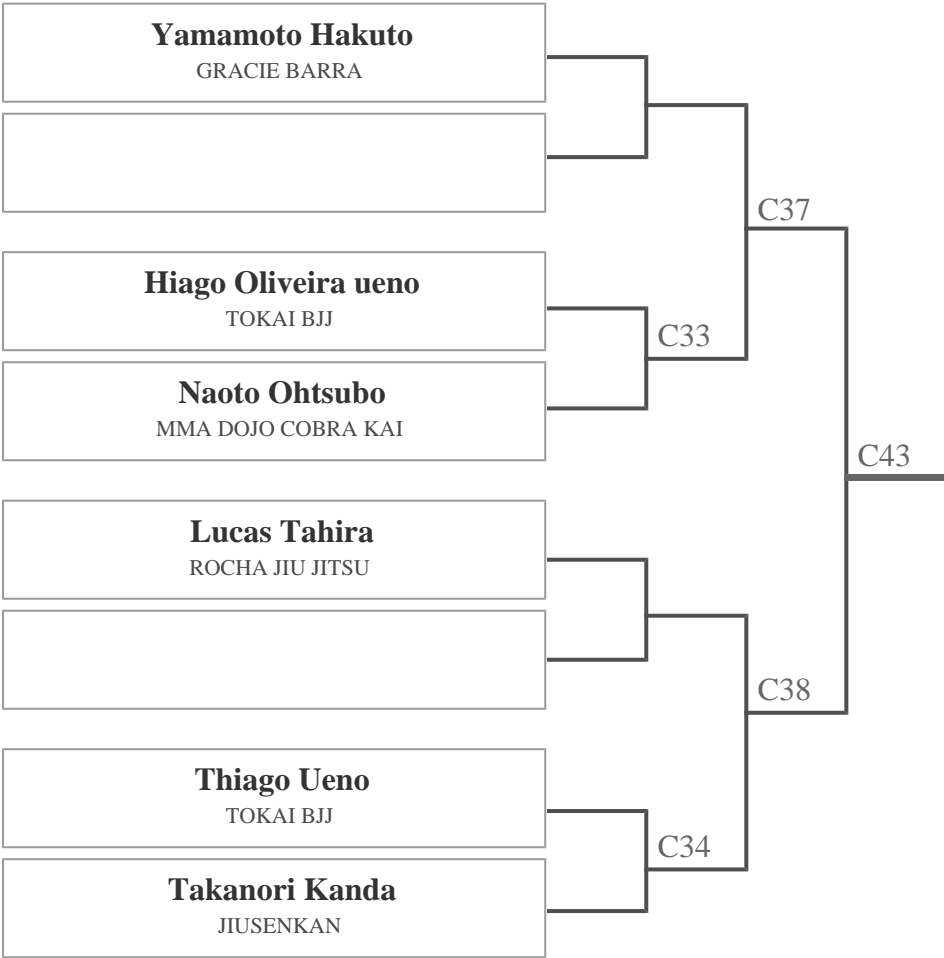 Yamamoto Hakuto
GRACIE BARRA
C37
Hiago Oliveira ueno
TOKAI BJJ
C33
Naoto Ohtsubo
MMA DOJO COBRA KAI
C43
Lucas Tahira
ROCHA JIU JITSU
C38
Thiago Ueno
TOKAI BJJ
C34
Takanori Kanda
JIUSENKAN